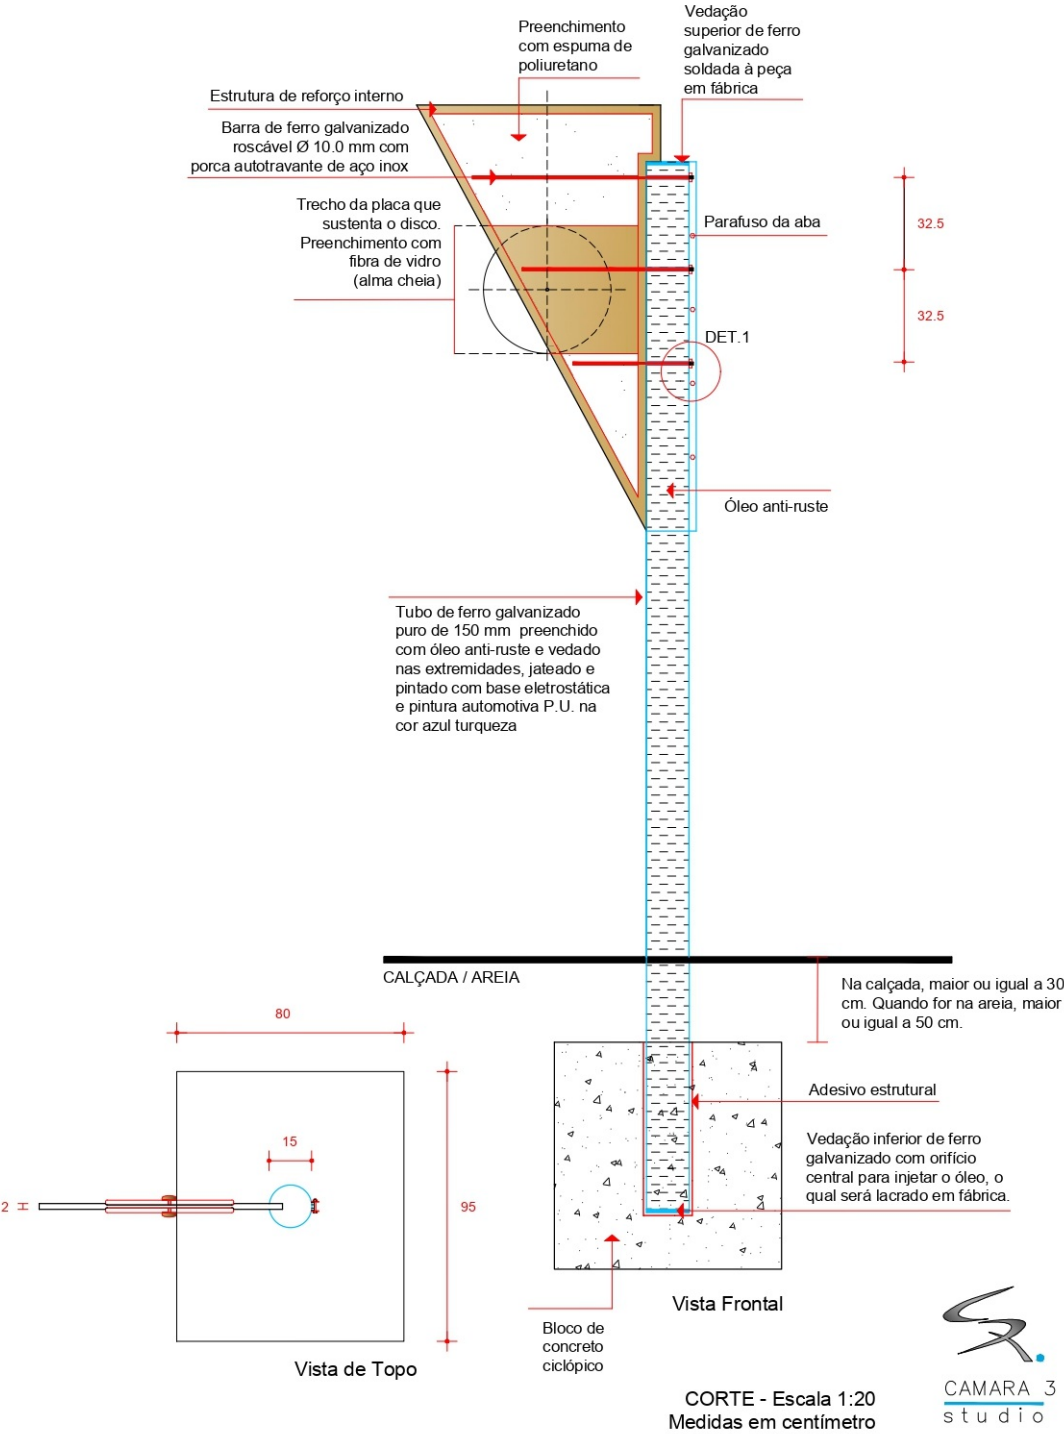 Preenchimento
com espuma de
poliuretano
Vedação
superior de ferro
galvanizado
soldada à peça
em fábrica
Estrutura de reforço interno
Barra de ferro galvanizado
roscável Ø 10.0 mm com
porca autotravante de aço inox
Trecho da placa que
sustenta o disco.
Preenchimento com
fibra de vidro
(alma cheia)
Parafuso da aba
32.5
32.5
DET.1
Óleo anti-ruste
Tubo de ferro galvanizado
puro de 150 mm preenchido
com óleo anti-ruste e vedado
nas extremidades, jateado e
pintado com base eletrostática
e pintura automotiva P.U. na
cor azul turqueza
CALÇADA / AREIA
Na calçada, maior ou igual a 30
cm. Quando for na areia, maior
ou igual a 50 cm.
80
15
2
95
Vista de Topo
Adesivo estrutural
Vedação inferior de ferro
galvanizado com orifício
central para injetar o óleo, o
qual será lacrado em fábrica.
Vista Frontal
Bloco de
concreto
ciclópico
CORTE - Escala 1:20
Medidas em centímetro
CAMARA 3
studio